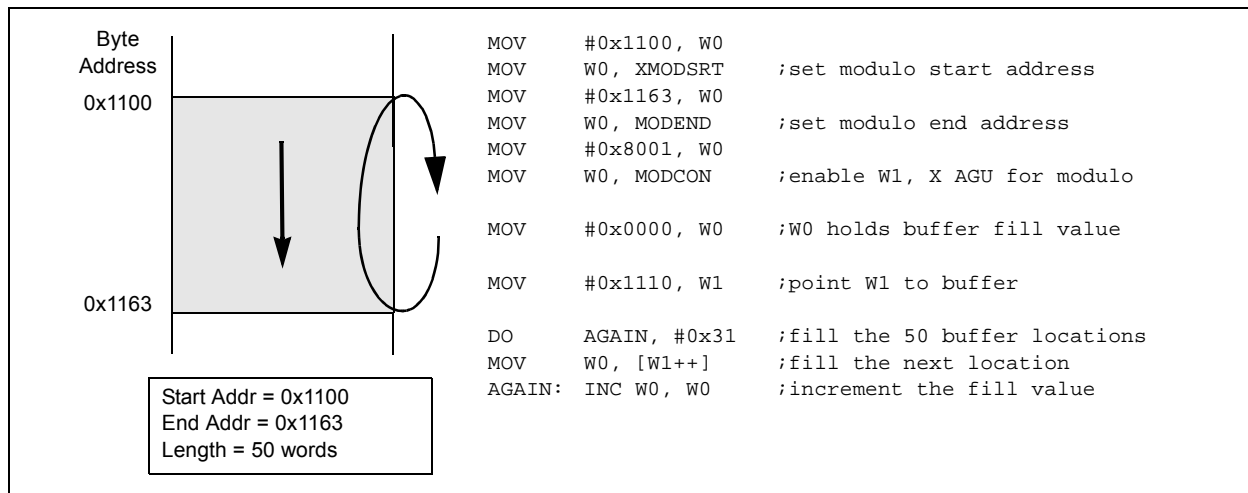 Byte
Address
0x1100
0x1163
Start Addr = 0x1100
End Addr = 0x1163
Length = 50 words
MOV #0x1100, W0
MOV W0, XMODSRT ;set modulo start address
MOV #0x1163, W0
MOV W0, MODEND ;set modulo end address
MOV #0x8001, W0
MOV W0, MODCON ;enable W1, X AGU for modulo
MOV #0x0000, W0 ;W0 holds buffer fill value
MOV #0x1110, W1 ;point W1 to buffer
DO AGAIN, #0x31 ;fill the 50 buffer locations
MOV W0, [W1++] ;fill the next location
AGAIN: INC W0, W0 ;increment the fill value